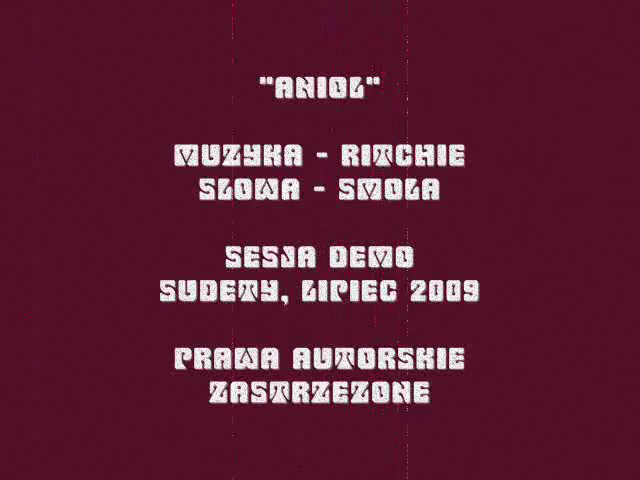 "ANIOL"
MUZYKA - RITCHIE
SLOWA - SMOLA
SESJA DEMO
SUDETY, LIPIEC 2009
PRAWA AUTORSKIE
ZASTRZEZONE